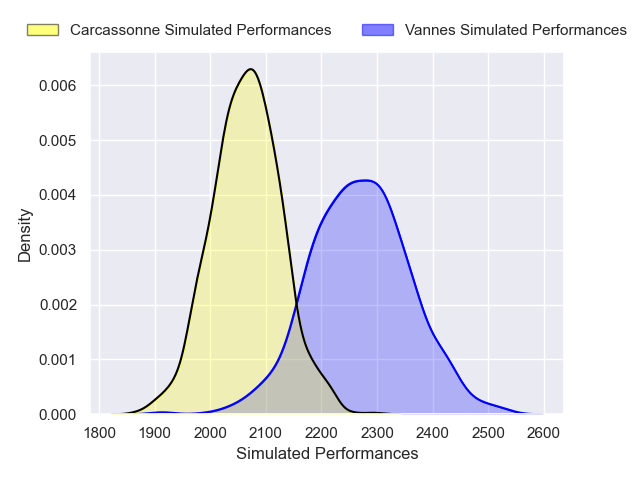 Carcassonne Simulated Performances
Vannes Simulated Performances
Density
0.006
0.005
0.004
0.003
0.002
0.001
0.000
1800 1900 2000 2100 2200 2300 2400 2500 2600
Simulated Performances